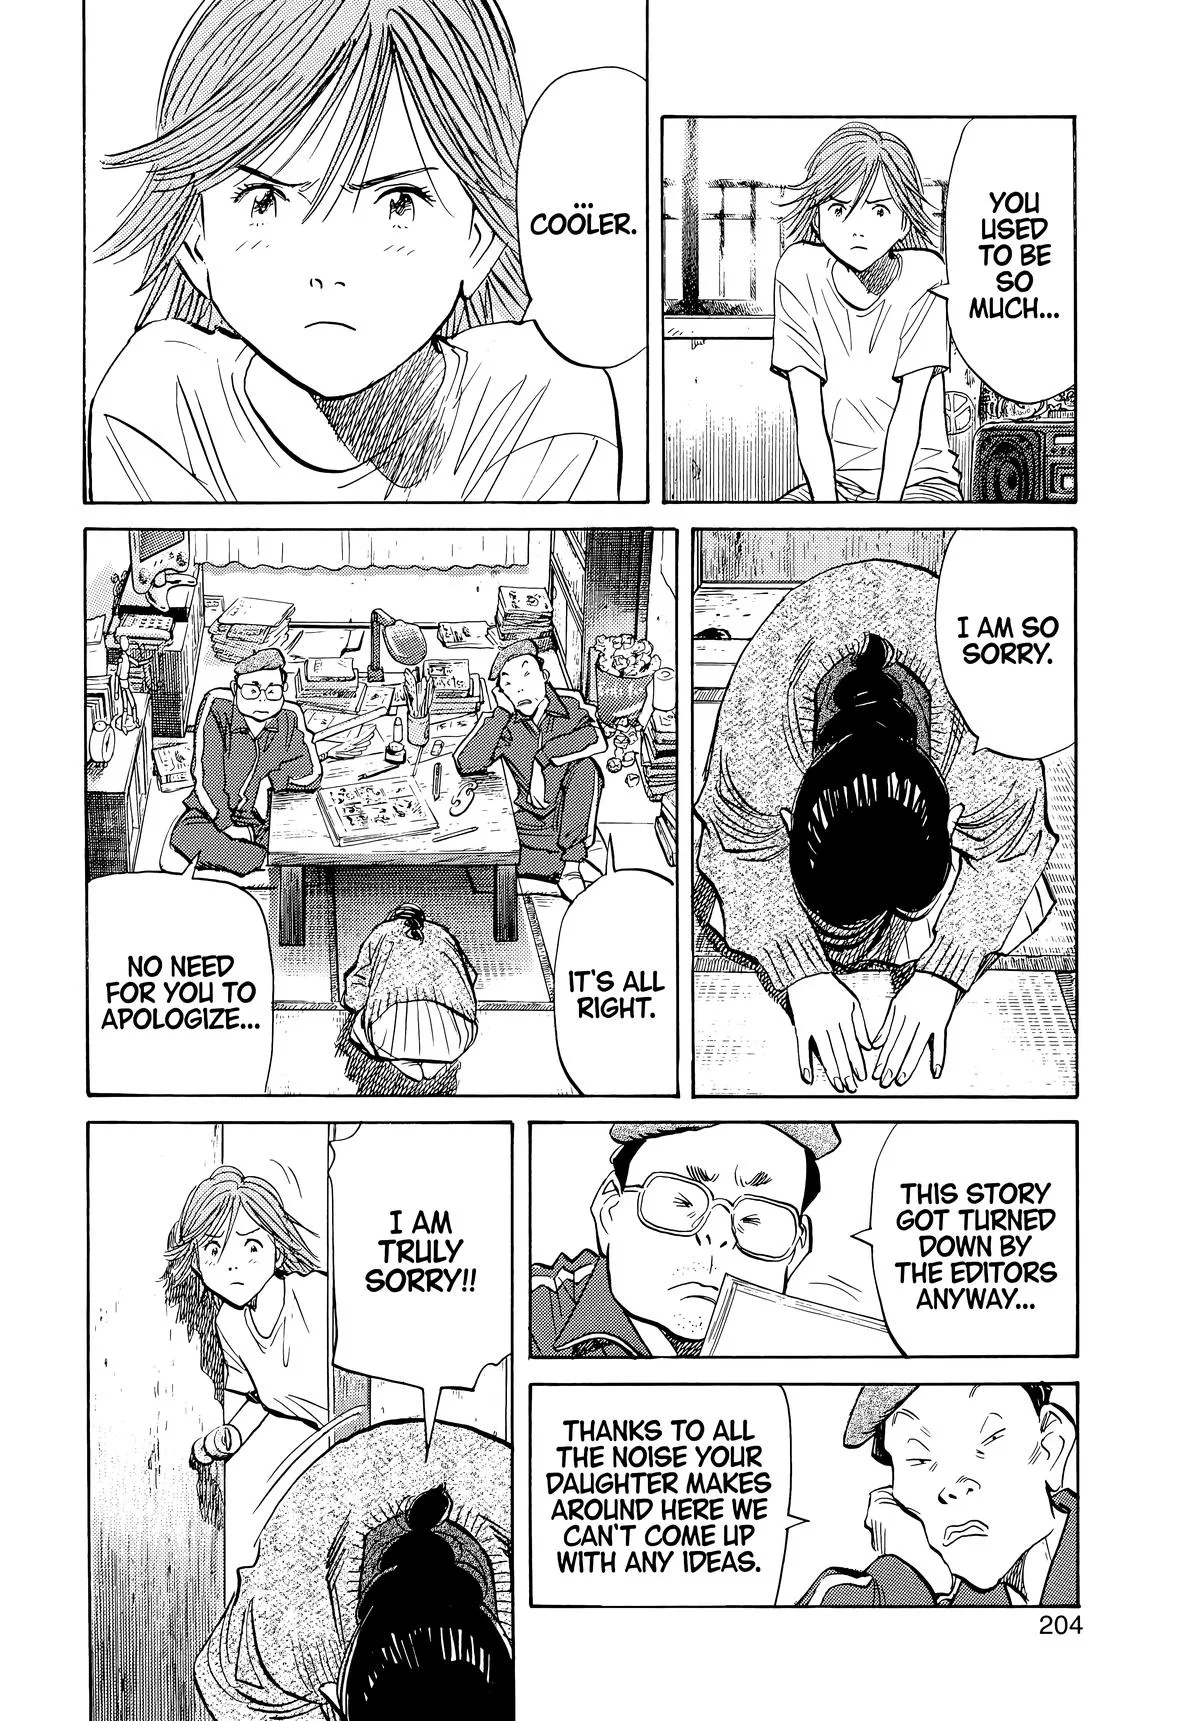 YOU
USED
TO BE
SO
MUCH...
...
COOLER.
I AM SO
SORRY.
IT'S ALL
RIGHT.
NO NEED
FOR YOU TO
APOLOGIZE...
THIS STORY
GOT TURNED
DOWN BY
THE EDITORS
ANYWAY...
THANKS TO ALL
THE NOISE YOUR
DAUGHTER MAKES
AROUND HERE WE
CAN'T COME UP
WITH ANY IDEAS.
I AM
TRULY
SORRY!!
204